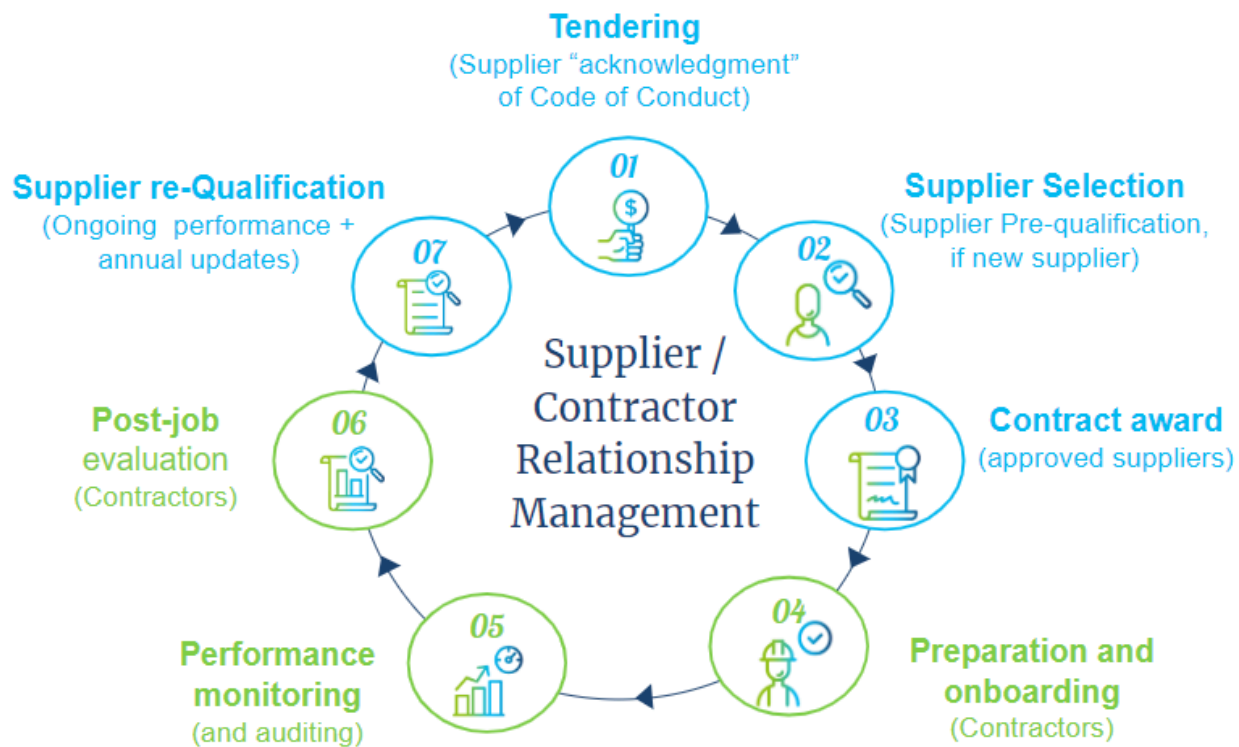 Tendering
(Supplier “acknowledgment”
of Code of Conduct)
01
$
Supplier Selection
(Supplier Pre-qualification,
if new supplier)
02
03
Contract award
(approved suppliers)
04
Preparation and
onboarding
(Contractors)
05
Performance
monitoring
(and auditing)
06
Post-job
evaluation
(Contractors)
07
Supplier re-Qualification
(Ongoing performance +
annual updates)
Supplier /
Contractor
Relationship
Management